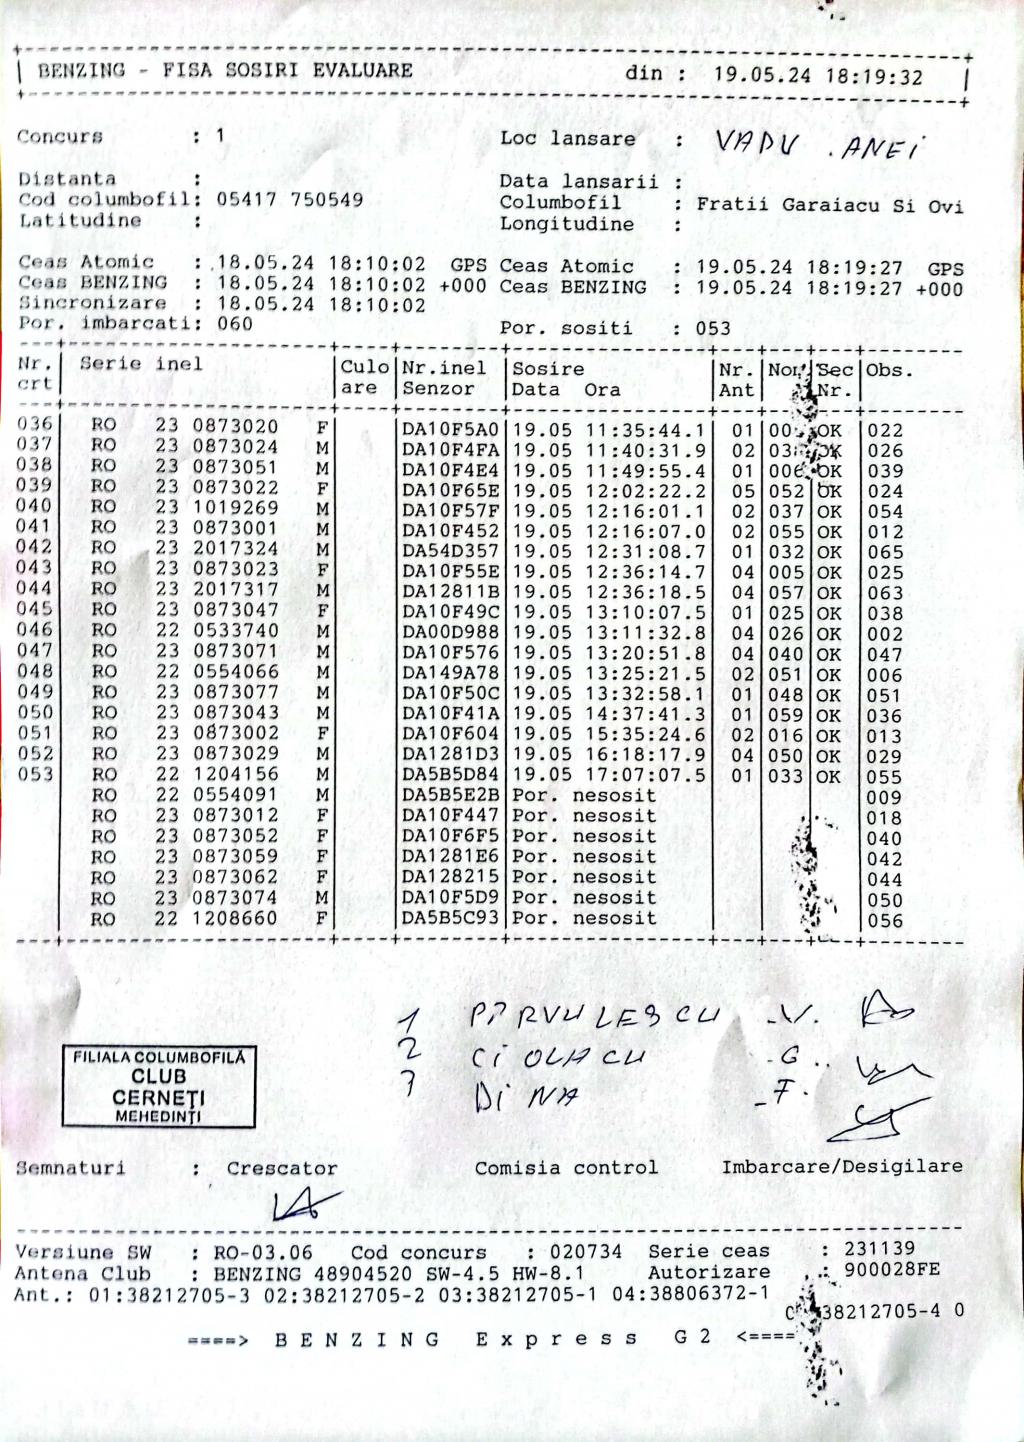 BENZING - FISA SOSIRI EVALUARE din : 19.05.24 18:19:32
Concurs : 1 Loc lansare : VADU .ANEI
Distanta : Data lansarii :
Cod columbofil: 05417 750549 Columbofil : Fratii Garaiacu Si Ovi
Latitudine : Longitudine :
Ceas Atomic : 18.05.24 18:10:02 GPS Ceas Atomic : 19.05.24 18:19:27 GPS
Ceas BENZING : 18.05.24 18:10:02 +000 Ceas BENZING : 19.05.24 18:19:27 +000
Sincronizare : 18.05.24 18:10:02
Por. imbarcati: 060 Por. sositi : 053
Nr. Serie inel Culo Nr.inel Sosire Nr. Sec Obs.
crt are Senzor Data Ora Ant Nr.
036 RO 23 0873020 F DA10F5A0 19.05 11:35:44.1 01 OK 022
037 RO 23 0873024 M DA10F4FA 19.05 11:40:31.9 02 OK 026
038 RO 23 0873051 M DA10F4E4 19.05 11:49:55.4 01 006 OK 039
039 RO 23 0873022 F DA10F65E 19.05 12:02:22.2 05 052 OK 024
040 RO 23 1019269 M DA10F57F 19.05 12:16:01.1 02 037 OK 054
041 RO 23 0873001 M DA10F452 19.05 12:16:07.0 02 055 OK 012
042 RO 23 2017324 M DA54D357 19.05 12:31:08.7 01 032 OK 065
043 RO 23 0873023 F DA10F55E 19.05 12:36:14.7 04 005 OK 025
044 RO 23 2017317 M DA12811B 19.05 12:36:18.5 04 057 OK 063
045 RO 23 0873047 F DA10F49C 19.05 13:10:07.5 01 025 OK 038
046 RO 22 0533740 M DA00D988 19.05 13:11:32.8 04 026 OK 002
047 RO 23 0873071 M DA10F576 19.05 13:20:51.8 04 040 OK 047
048 RO 22 0554066 M DA149A78 19.05 13:25:21.5 02 051 OK 006
049 RO 23 0873077 M DA10F50C 19.05 13:32:58.1 01 048 OK 051
050 RO 23 0873043 M DA10F41A 19.05 14:37:41.3 01 059 OK 036
051 RO 23 0873002 F DA10F604 19.05 15:35:24.6 02 016 OK 013
052 RO 23 0873029 M DA1281D3 19.05 16:18:17.9 04 050 OK 029
053 RO 22 1204156 M DA5B5D84 19.05 17:07:07.5 01 033 OK 055
RO 22 0554091 M DA5B5E2B Por. nesosit 009
RO 23 0873012 F DA10F447 Por. nesosit 018
RO 23 0873052 F DA10F6F5 Por. nesosit 040
RO 23 0873059 F DA1281E6 Por. nesosit 042
RO 23 0873062 F DA128215 Por. nesosit 044
RO 23 0873074 M DA10F5D9 Por. nesosit 050
RO 22 1208660 F DA5B5C93 Por. nesosit 056
1 PÎRVULESCU .V.
2 CIOLACU .G..
3 DINA F.
FILIALA COLUMBOFILĂ
CLUB
CERNEȚI
MEHEDINȚI
Semnaturi : Crescator Comisia control Imbarcare/Desigilare
Versiune SW : RO-03.06 Cod concurs : 020734 Serie ceas : 231139
Antena Club : BENZING 48904520 SW-4.5 HW-8.1 Autorizare : 900028FE
Ant.: 01:38212705-3 02:38212705-2 03:38212705-1 04:38806372-1
38212705-4 0
====> B E N Z I N G E x p r e s s G 2 <====